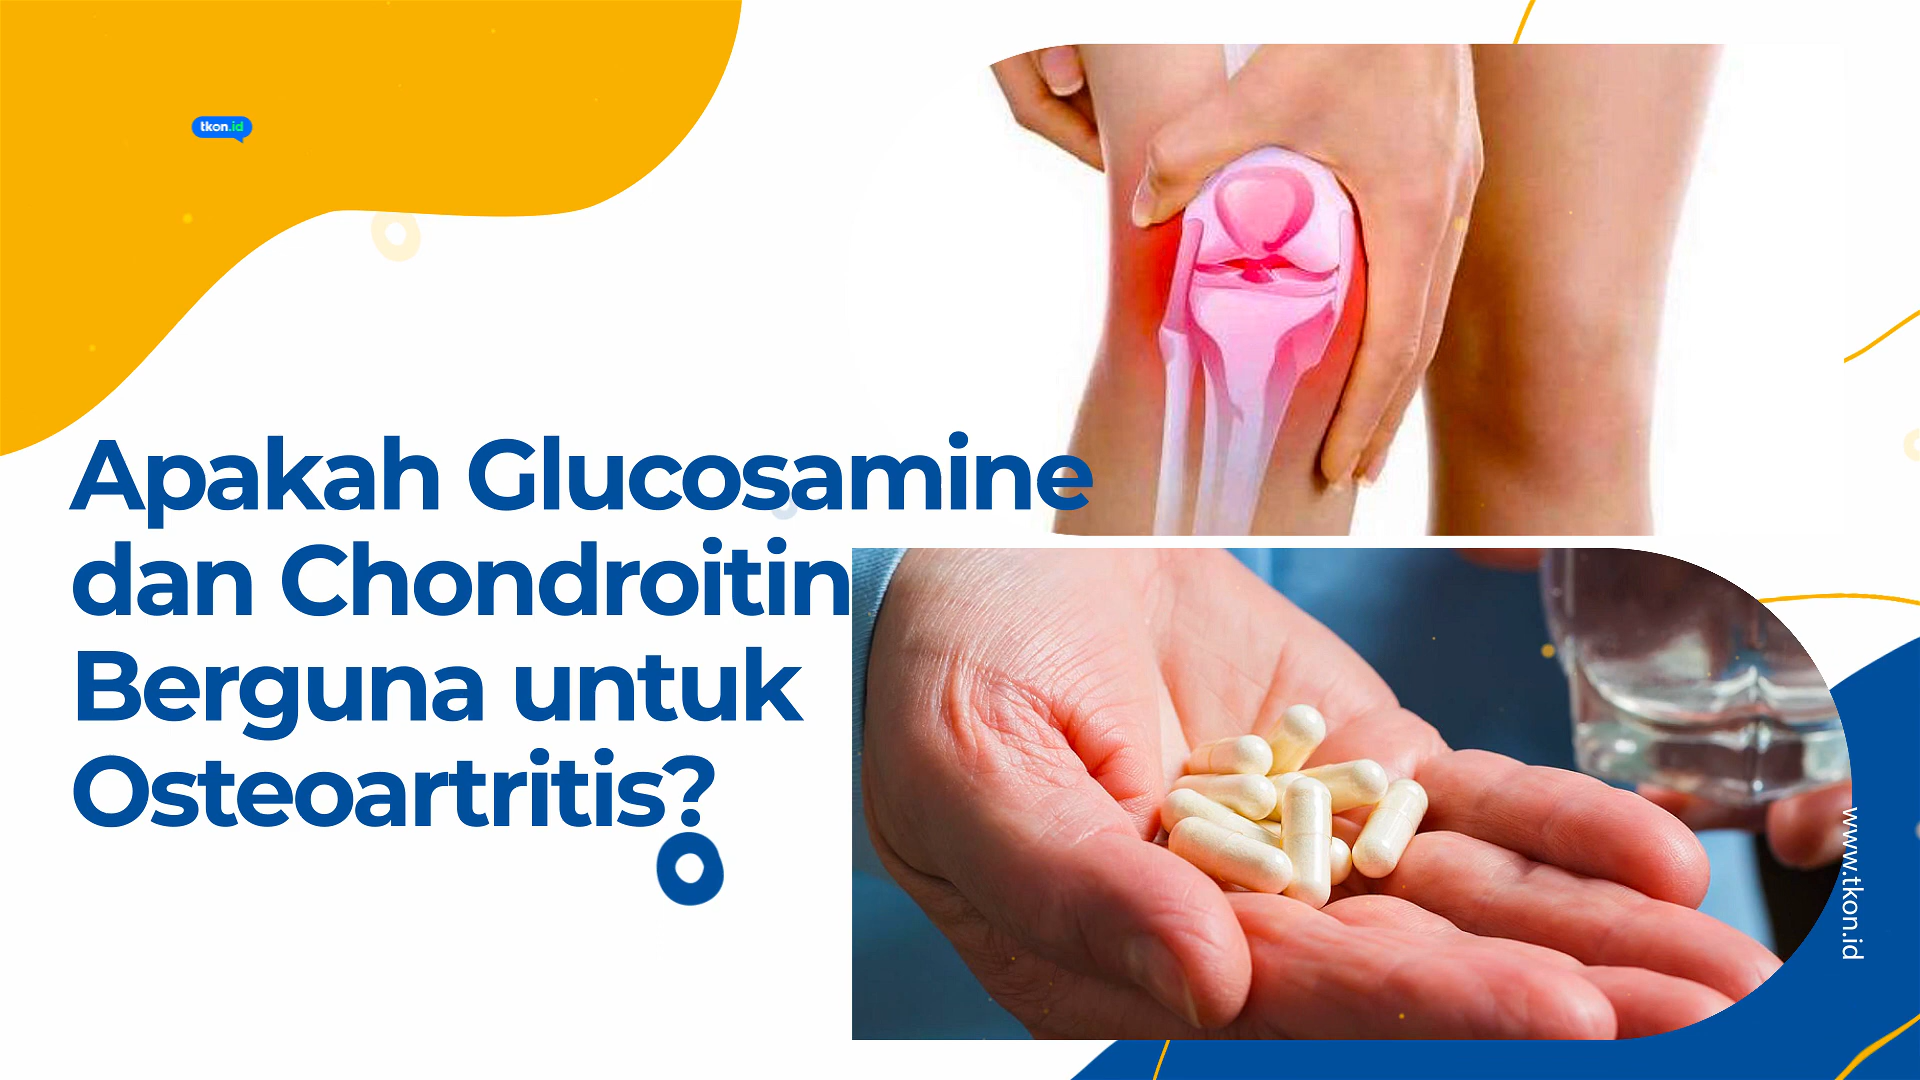 tkon.id
Apakah Glucosamine
dan Chondroitin
Berguna untuk
Osteoartritis?
www.tkon.id